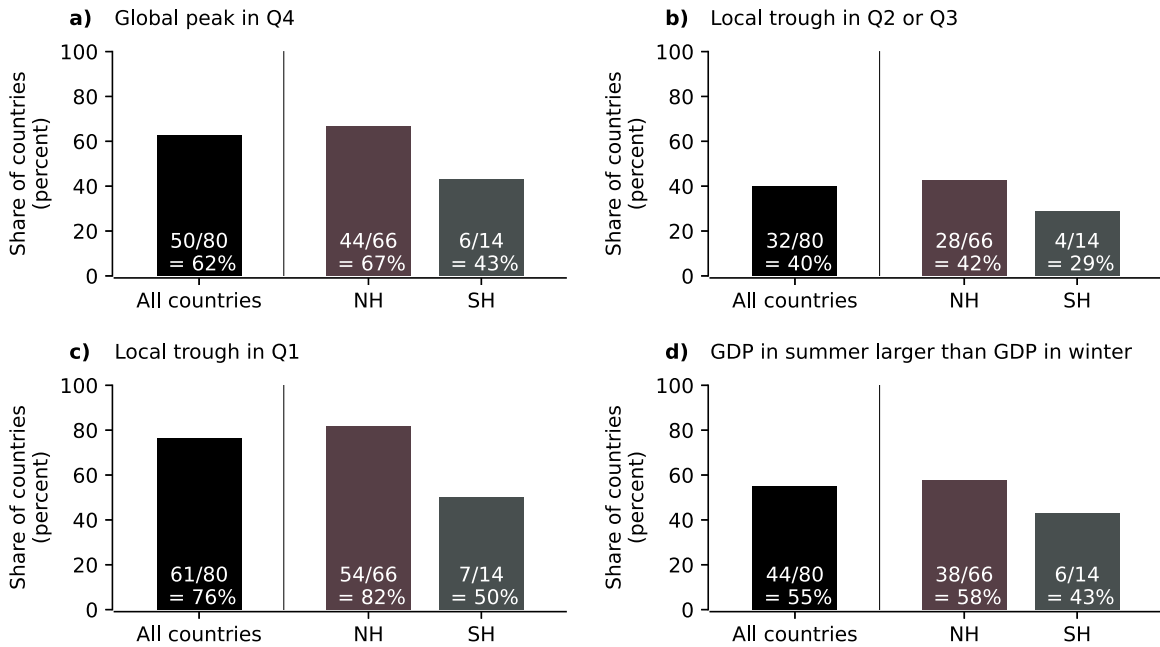 a) Global peak in Q4
100
80
60
40
20
0
Share of countries
(percent)
50/80
= 62%
44/66
= 67%
6/14
= 43%
All countries
NH
SH
b) Local trough in Q2 or Q3
100
80
60
40
20
0
Share of countries
(percent)
32/80
= 40%
28/66
= 42%
4/14
= 29%
All countries
NH
SH
c) Local trough in Q1
100
80
60
40
20
0
Share of countries
(percent)
61/80
= 76%
54/66
= 82%
7/14
= 50%
All countries
NH
SH
d) GDP in summer larger than GDP in winter
100
80
60
40
20
0
Share of countries
(percent)
44/80
= 55%
38/66
= 58%
6/14
= 43%
All countries
NH
SH